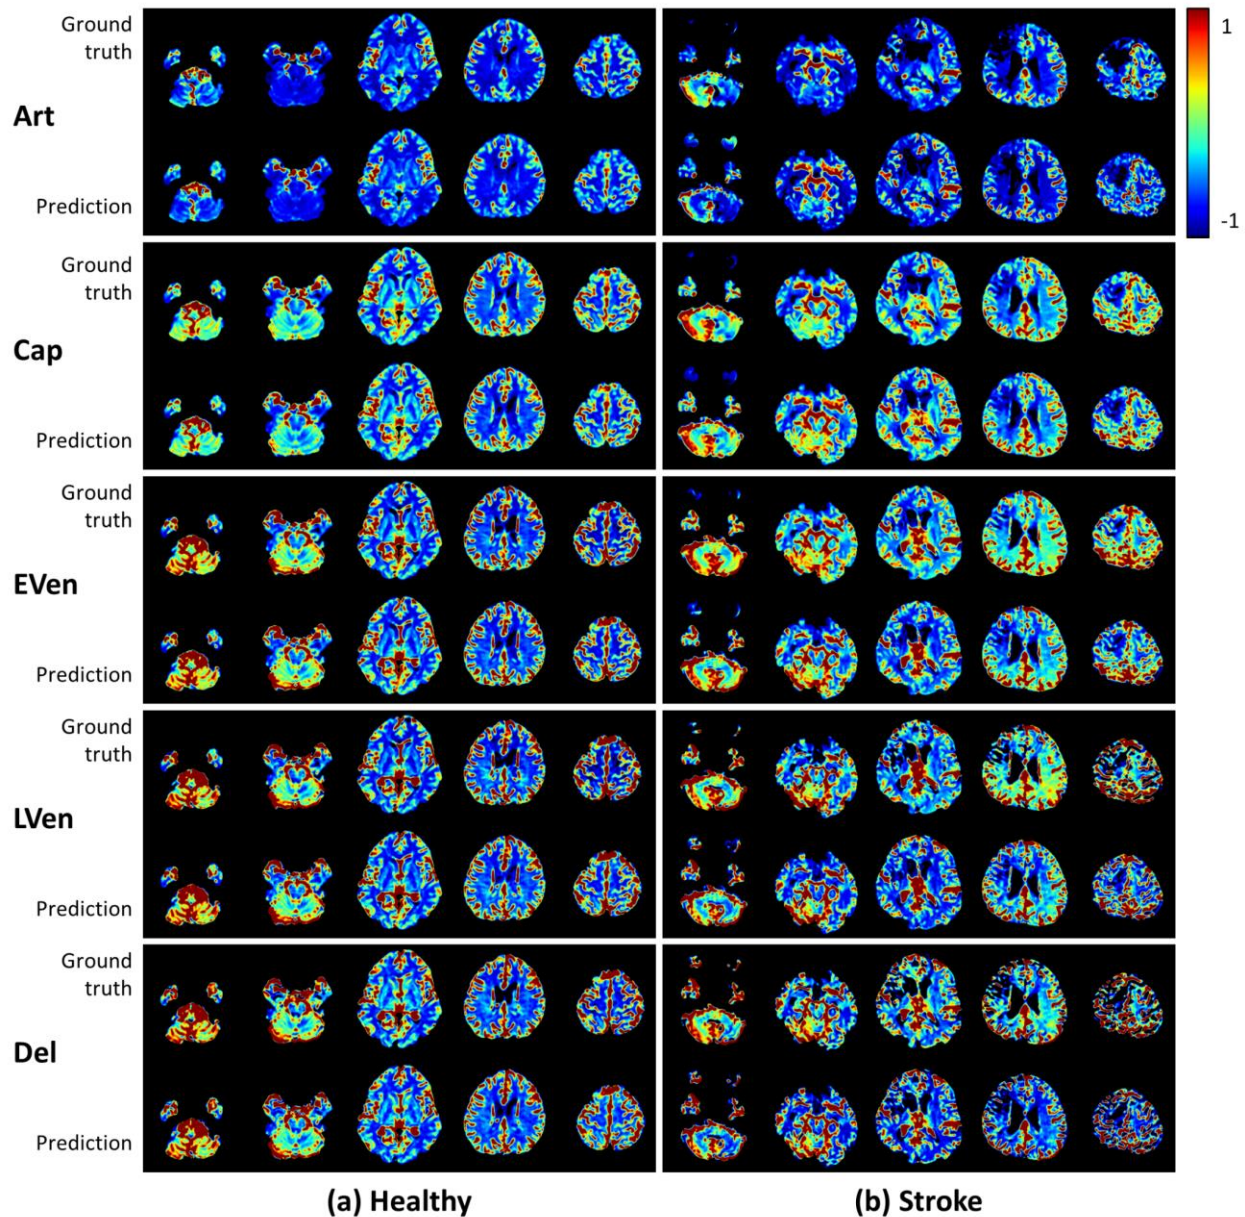 Ground
truth
1
Art
Prediction
-1
Ground
truth
Cap
Prediction
Ground
truth
EVen
Prediction
Ground
truth
LVen
Prediction
Ground
truth
Del
Prediction
(a) Healthy
(b) Stroke